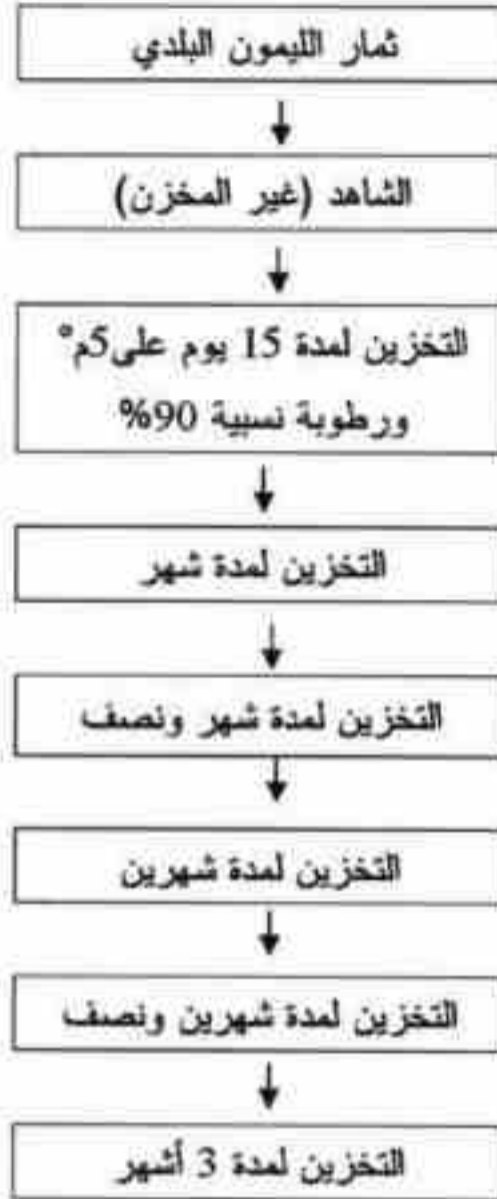 ثمار الليمون البلدي
الشاهد (غير المخزن)
التخزين لمدة 15 يوم على5م°
ورطوبة نسبية 90%
التخزين لمدة شهر
التخزين لمدة شهر ونصف
التخزين لمدة شهرين
التخزين لمدة شهرين ونصف
التخزين لمدة 3 أشهر